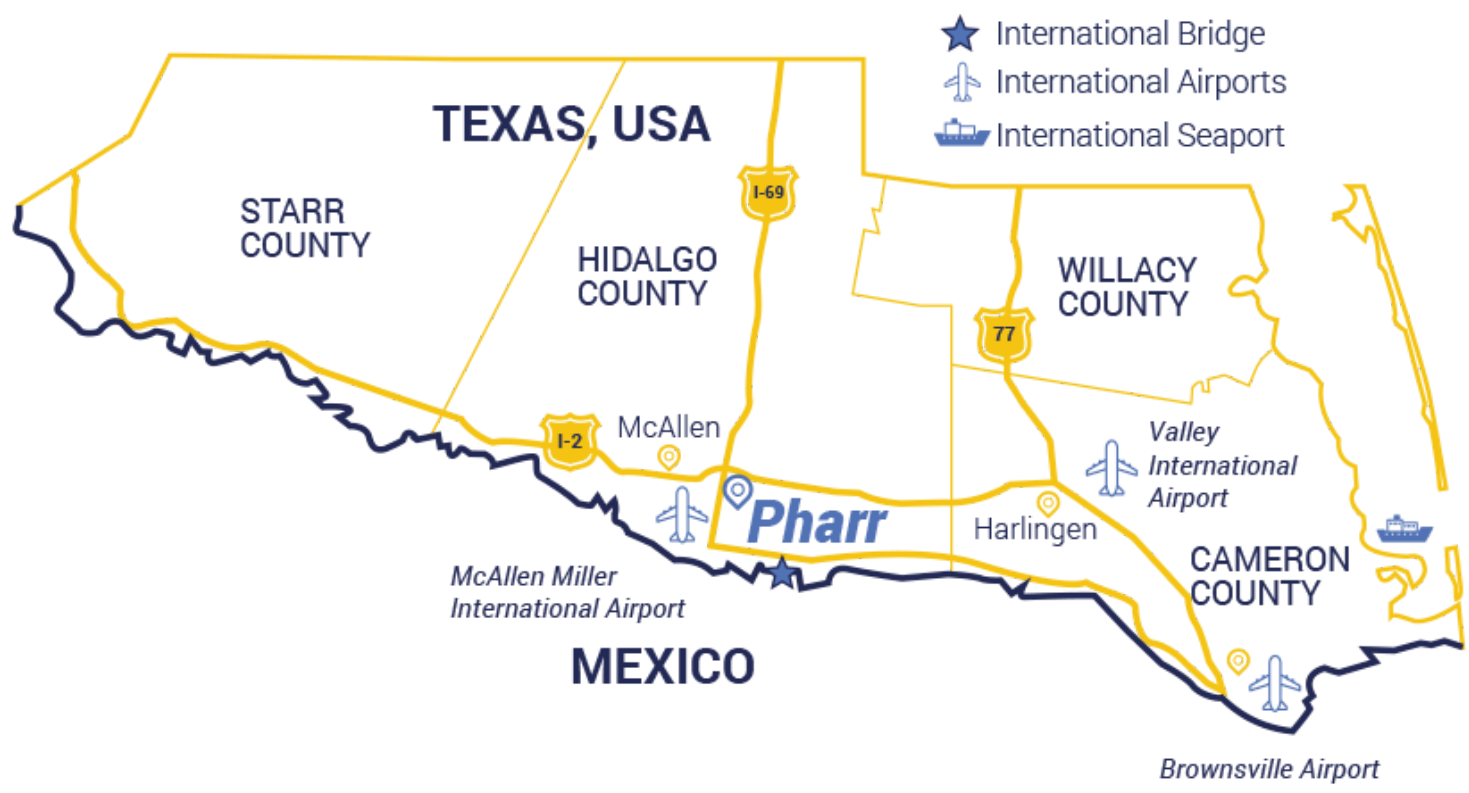 International Bridge
International Airports
International Seaport
TEXAS, USA
I-69
STARR
COUNTY
HIDALGO
COUNTY
WILLACY
COUNTY
77
I-2
McAllen
Valley
International
Airport
Pharr
Harlingen
CAMERON
COUNTY
McAllen Miller
International Airport
MEXICO
Brownsville Airport